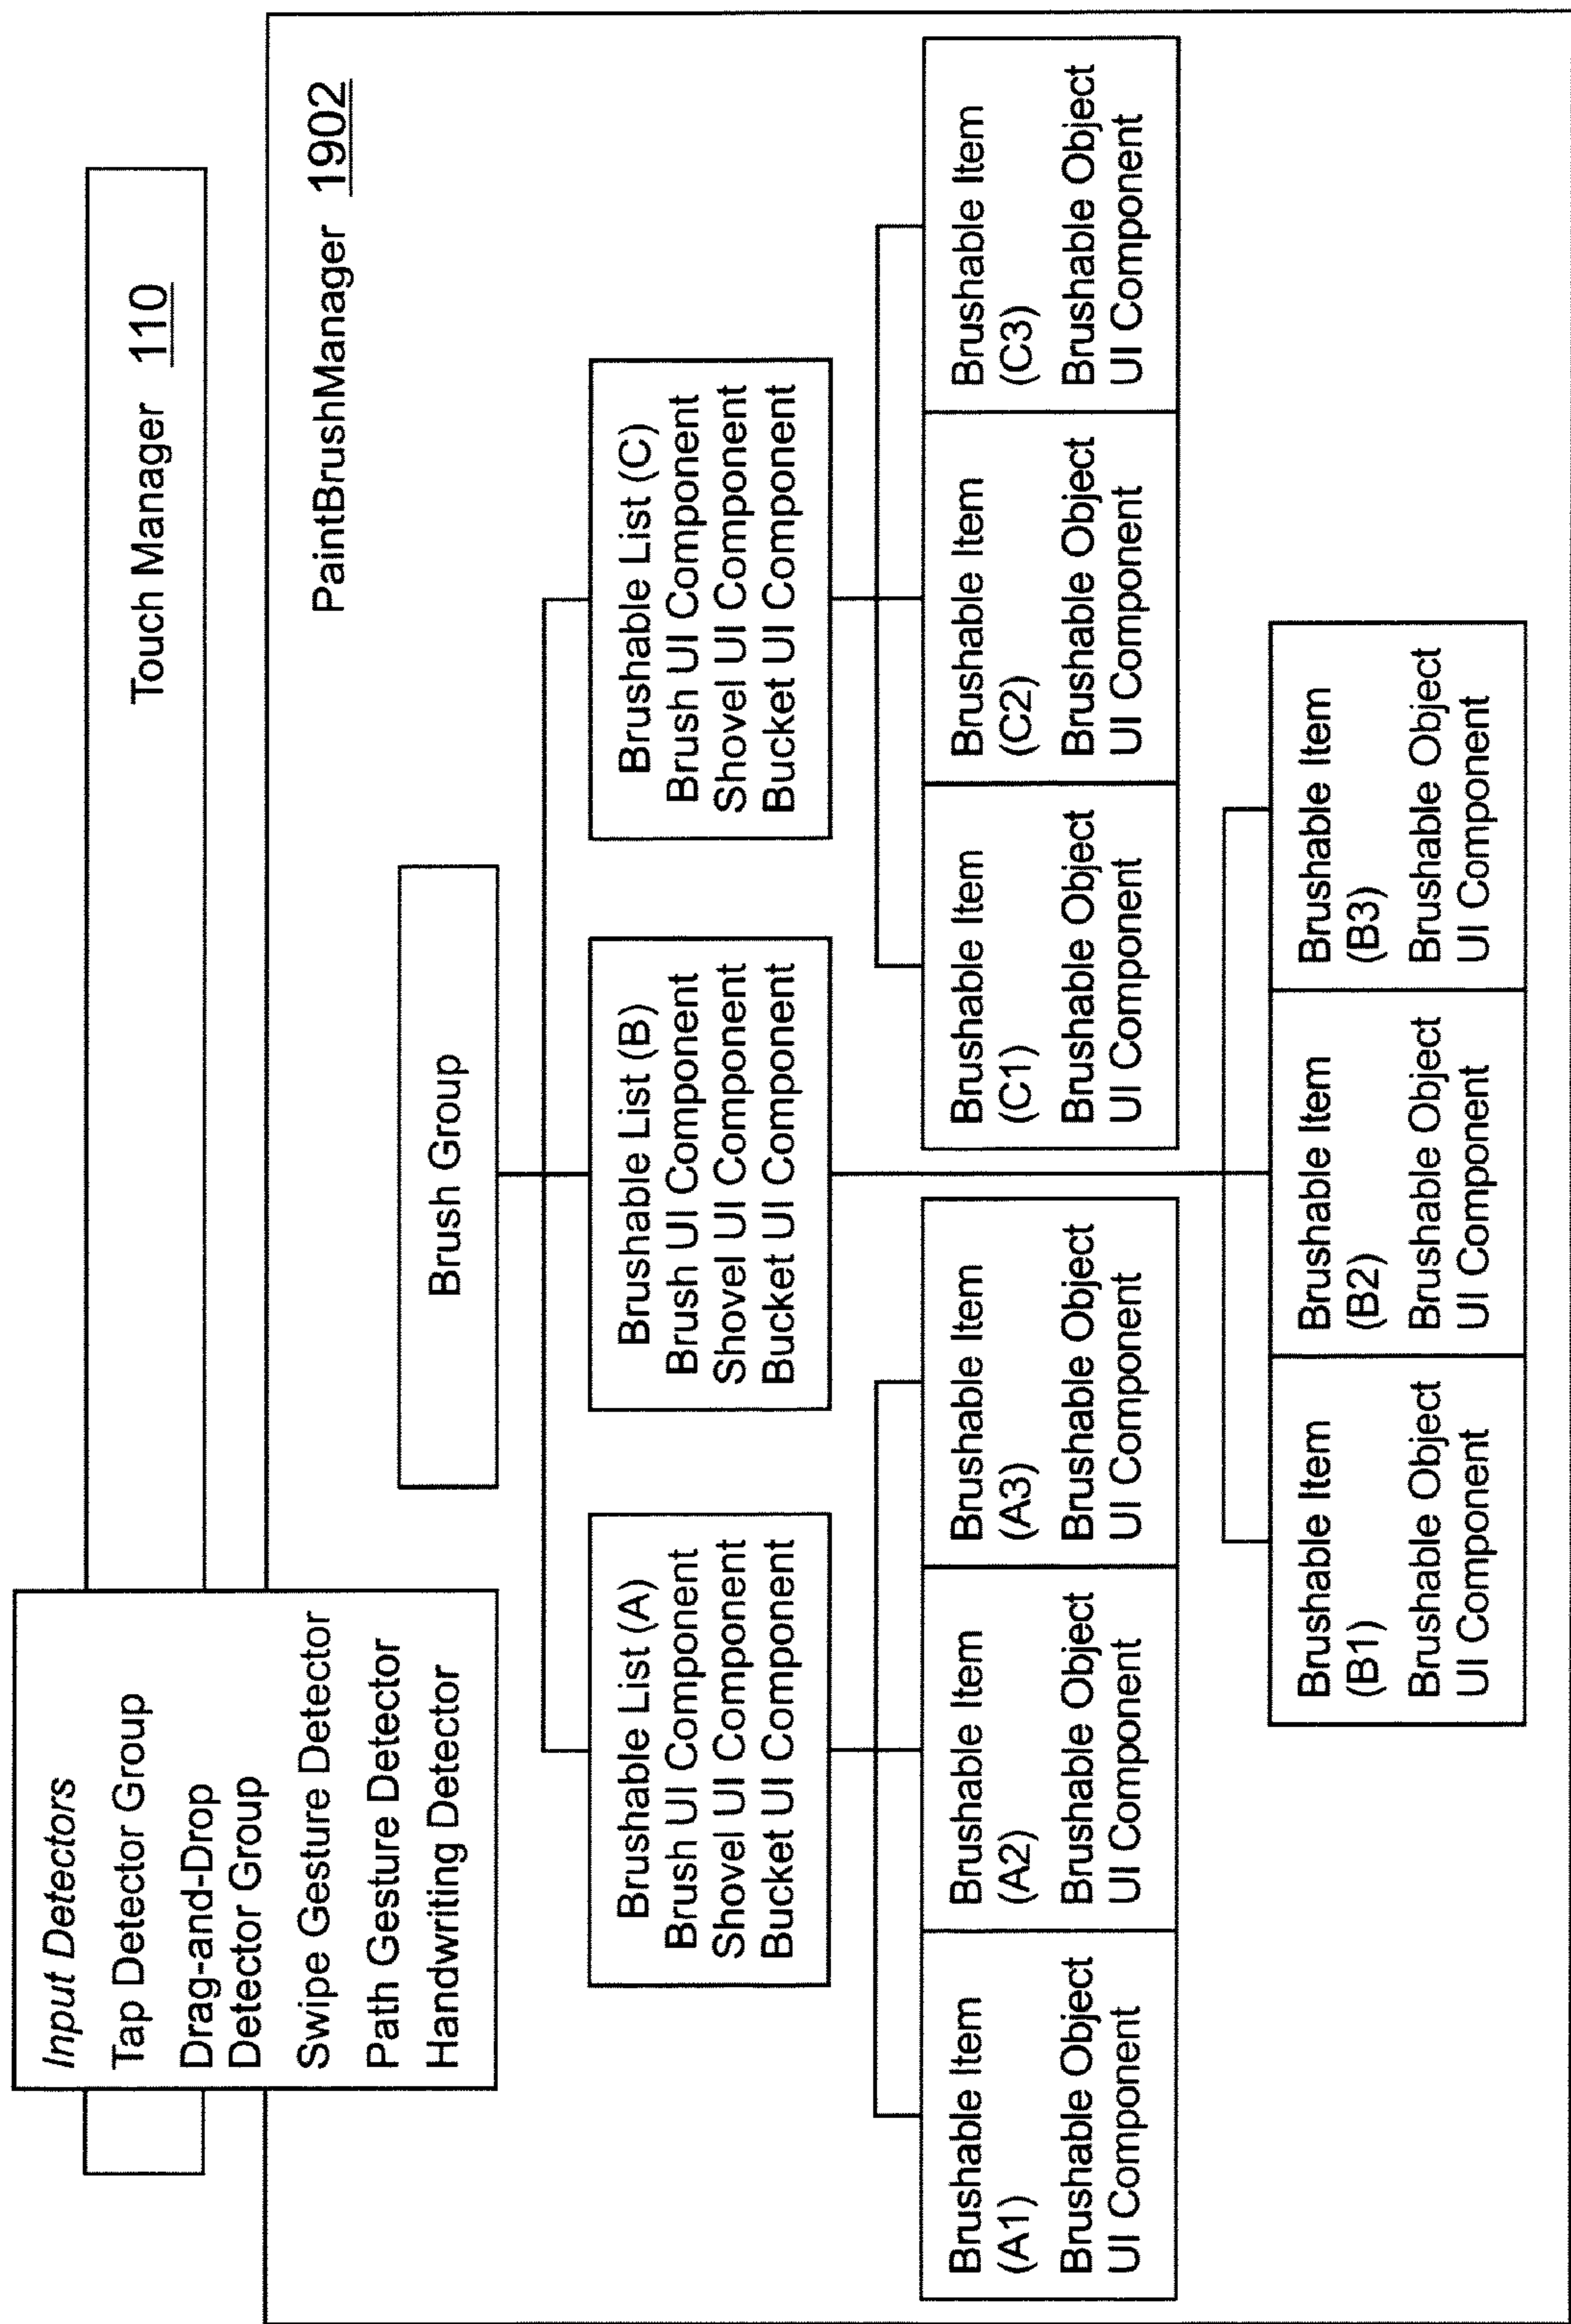 Input Detectors
Tap Detector Group
Drag-and-Drop
Detector Group
Swipe Gesture Detector
Path Gesture Detector
Handwriting Detector
Touch Manager 110
PaintBrushManager 1902
Brush Group
Brushable List (A)
Brush UI Component
Shovel UI Component
Bucket UI Component
Brushable List (B)
Brush UI Component
Shovel UI Component
Bucket UI Component
Brushable List (C)
Brush UI Component
Shovel UI Component
Bucket UI Component
Brushable Item
(A1)
Brushable Object
UI Component
Brushable Item
(A2)
Brushable Object
UI Component
Brushable Item
(A3)
Brushable Object
UI Component
Brushable Item
(C1)
Brushable Object
UI Component
Brushable Item
(C2)
Brushable Object
UI Component
Brushable Item
(C3)
Brushable Object
UI Component
Brushable Item
(B1)
Brushable Object
UI Component
Brushable Item
(B2)
Brushable Object
UI Component
Brushable Item
(B3)
Brushable Object
UI Component